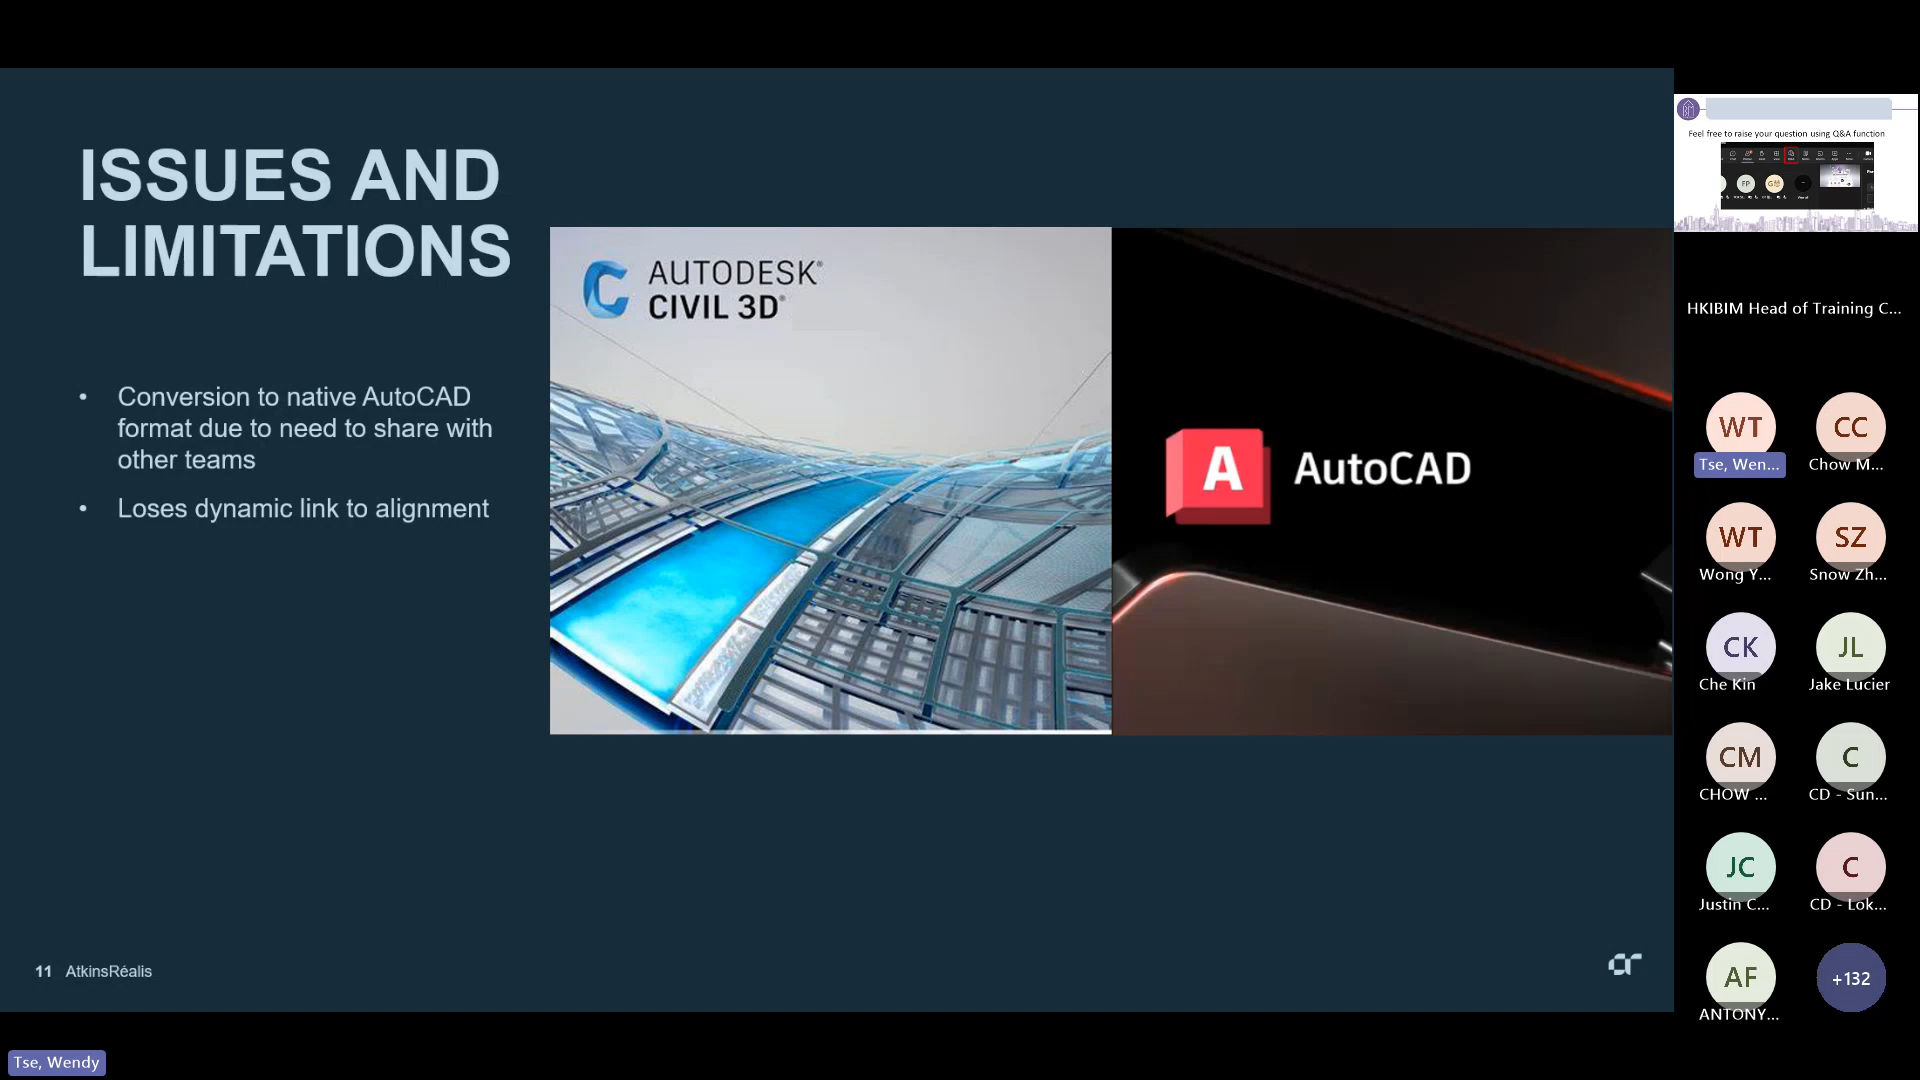 ISSUES AND
LIMITATIONS
• Conversion to native AutoCAD
format due to need to share with
other teams
• Loses dynamic link to alignment
AUTODESK®
CIVIL 3D®
A AutoCAD
11 AtkinsRéalis
Tse, Wendy
Feel free to raise your question using Q&A function
FP
HKIBIM Head of Training C...
WT
Tse, Wen...
CC
Chow M...
WT
Wong Y...
SZ
Snow Zh...
CK
Che Kin
JL
Jake Lucier
CM
CHOW ...
C
CD - Sun...
JC
Justin C...
C
CD - Lok...
AF
ANTONY...
+132